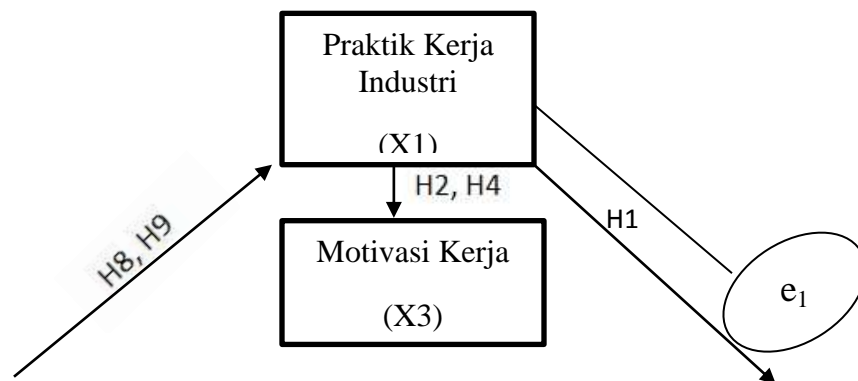 Praktik Kerja
Industri
(X1)
H2, H4
H8, H9
H1
Motivasi Kerja
(X3)
e₁